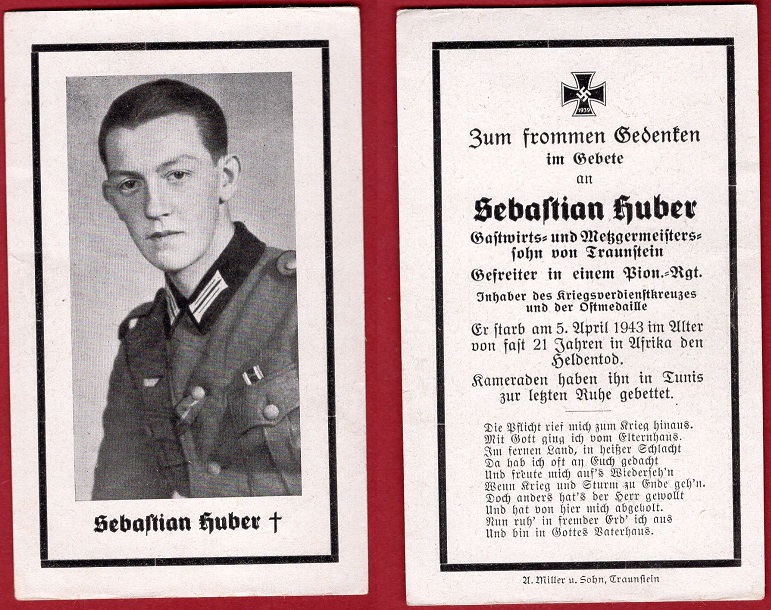 Sebastian Huber †
1939
Zum frommen Gedenken
im Gebete
an
Sebastian Huber
Gastwirts- und Metzgermeisters-
sohn von Traunstein
Gefreiter in einem Pion.-Rgt.
Inhaber des Kriegsverdienstkreuzes
und der Ostmedaille
Er starb am 5. April 1943 im Alter
von fast 21 Jahren in Afrika den
Heldentod.
Kameraden haben ihn in Tunis
zur letzten Ruhe gebettet.
Die Pflicht rief mich zum Krieg hinaus.
Mit Gott ging ich vom Elternhaus.
Im fernen Land, in heißer Schlacht
Da hab ich oft an Euch gedacht
Und freute mich auf's Wiederseh'n
Wenn Krieg und Sturm zu Ende geh'n.
Doch anders hat's der Herr gewollt
Und hat von hier mich abgeholt.
Nun ruh' in fremder Erd' ich aus
Und bin in Gottes Vaterhaus.
A. Miller u. Sohn, Traunstein